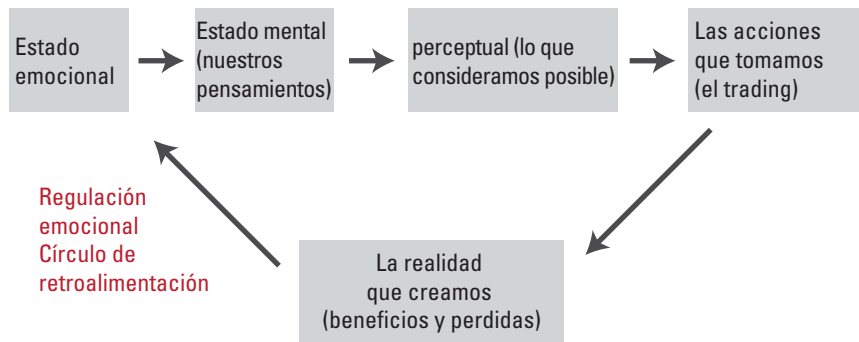 Estado
emocional
Estado mental
(nuestros
pensamientos)
perceptual (lo que
consideramos posible)
Las acciones
que tomamos
(el trading)
Regulación
emocional
Círculo de
retroalimentación
La realidad
que creamos
(beneficios y perdidas)